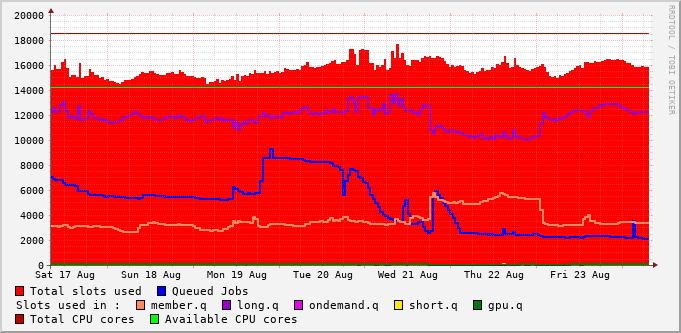 20000
18000
16000
14000
12000
10000
8000
6000
4000
2000
0
Sat 17 Aug Sun 18 Aug Mon 19 Aug Tue 20 Aug Wed 21 Aug Thu 22 Aug Fri 23 Aug
Total slots used Queued Jobs
Slots used in : member.q long.q ondemand.q short.q gpu.q
Total CPU cores Available CPU cores
RRDTOOL / TOBI OETIKER